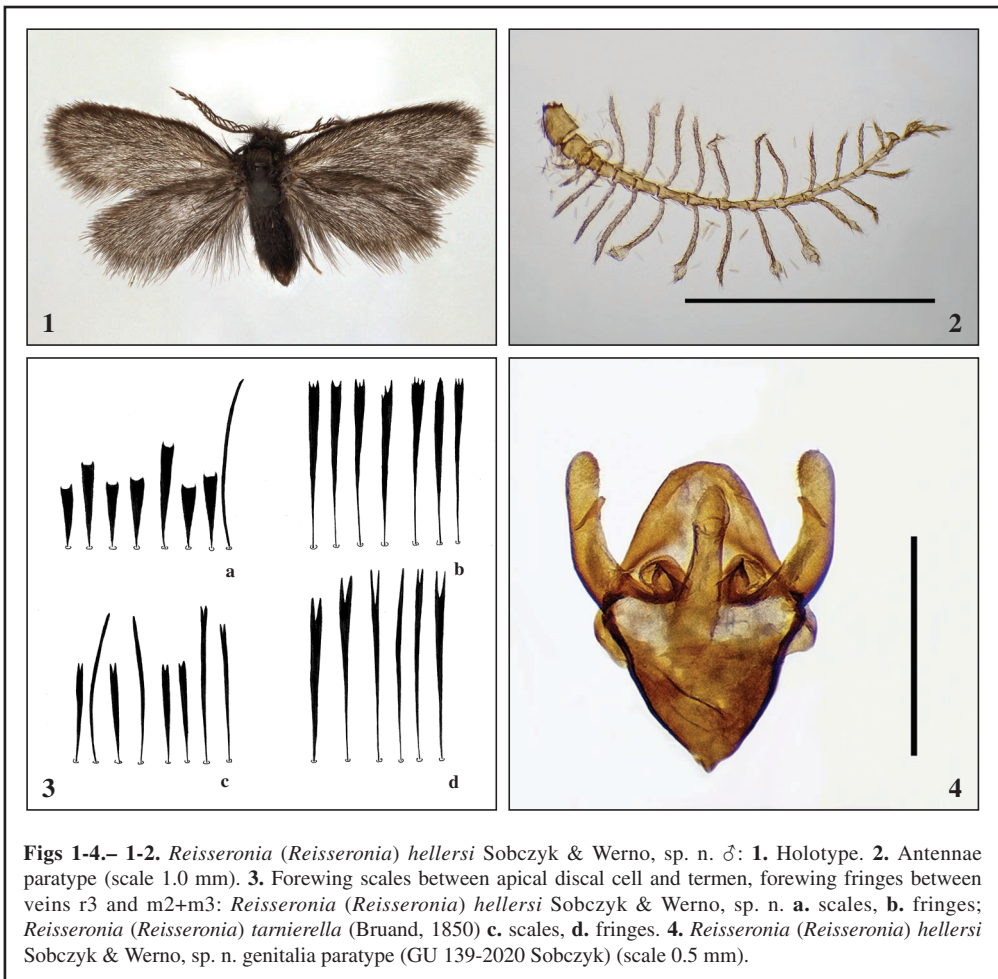 1
2
a
b
c
d
3
4
Figs 1-4.– 1-2. Reisseronia (Reisseronia) hellersi Sobczyk & Werno, sp. n. ♂: 1. Holotype. 2. Antennae
paratype (scale 1.0 mm). 3. Forewing scales between apical discal cell and termen, forewing fringes between
veins r3 and m2+m3: Reisseronia (Reisseronia) hellersi Sobczyk & Werno, sp. n. a. scales, b. fringes;
Reisseronia (Reisseronia) tarnierella (Bruand, 1850) c. scales, d. fringes. 4. Reisseronia (Reisseronia) hellersi
Sobczyk & Werno, sp. n. genitalia paratype (GU 139-2020 Sobczyk) (scale 0.5 mm).